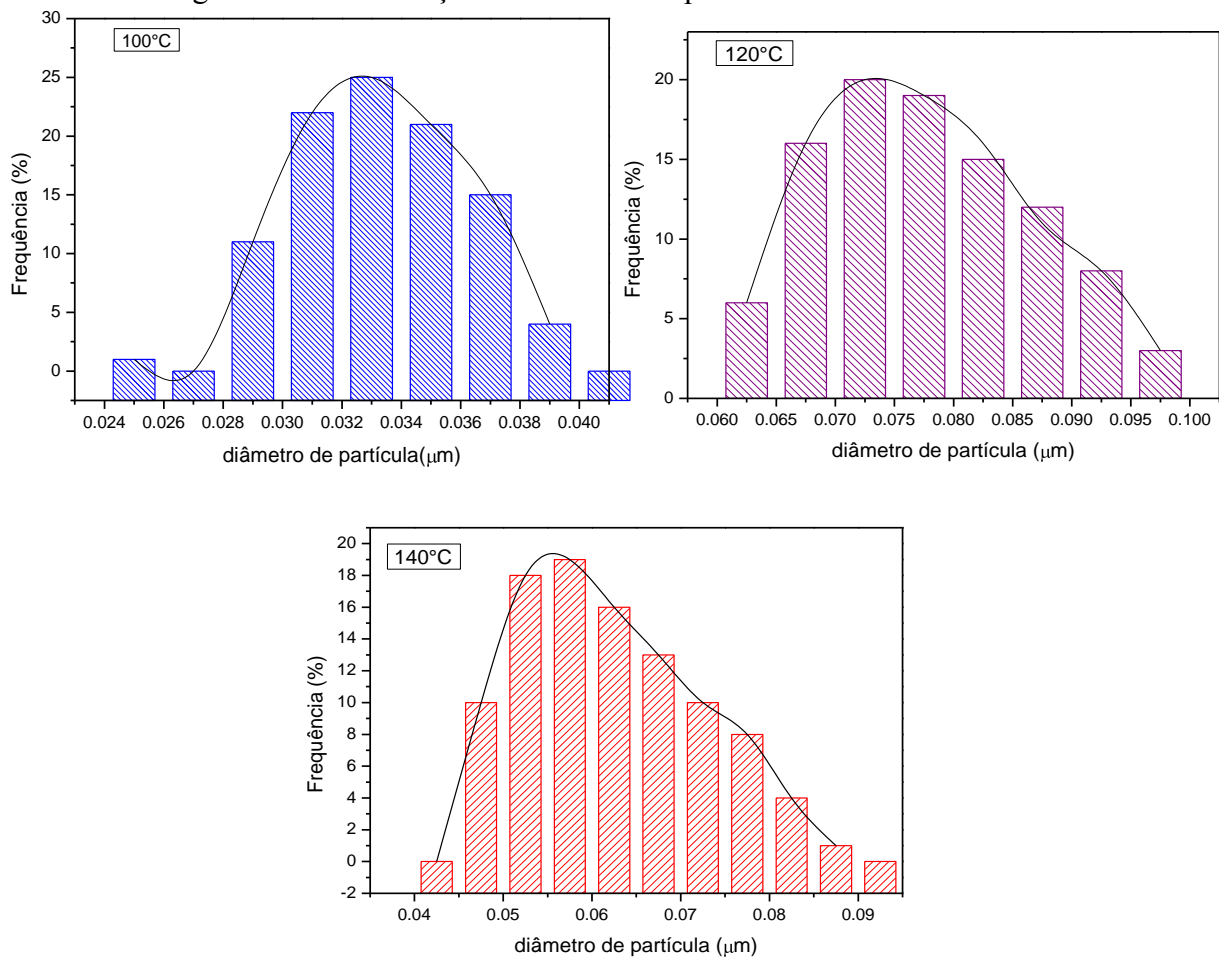 100°C
30
25
20
15
10
5
0
Frequência (%)
0.024 0.026 0.028 0.030 0.032 0.034 0.036 0.038 0.040
diâmetro de partícula(μm)
120°C
20
15
10
5
0
Frequência (%)
0.060 0.065 0.070 0.075 0.080 0.085 0.090 0.095 0.100
diâmetro de partícula (μm)
140°C
20
18
16
14
12
10
8
6
4
2
0
-2
Frequência (%)
0.04 0.05 0.06 0.07 0.08 0.09
diâmetro de partícula (μm)